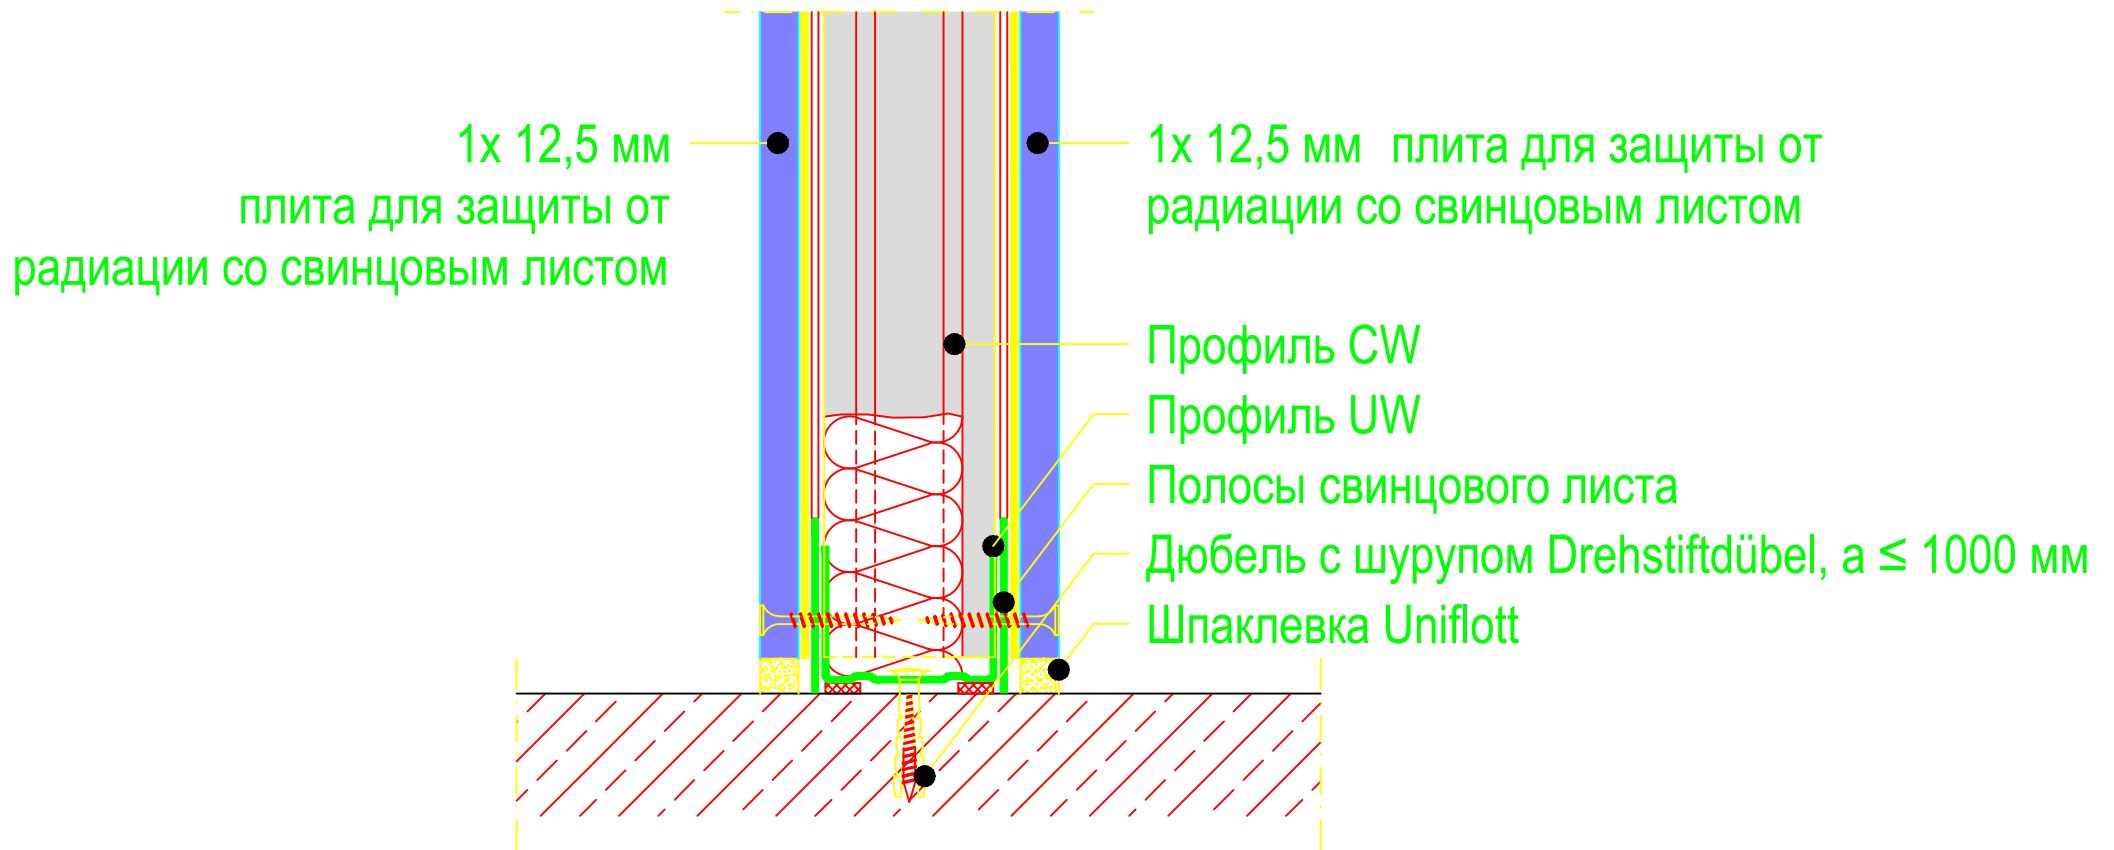 1x 12,5 мм
плита для защиты от
радиации со свинцовым листом
1x 12,5 мм плита для защиты от
радиации со свинцовым листом
Профиль CW
Профиль UW
Полосы свинцового листа
Дюбель с шурупом Drehstiftdübel, a ≤ 1000 мм
Шпаклевка Uniflott